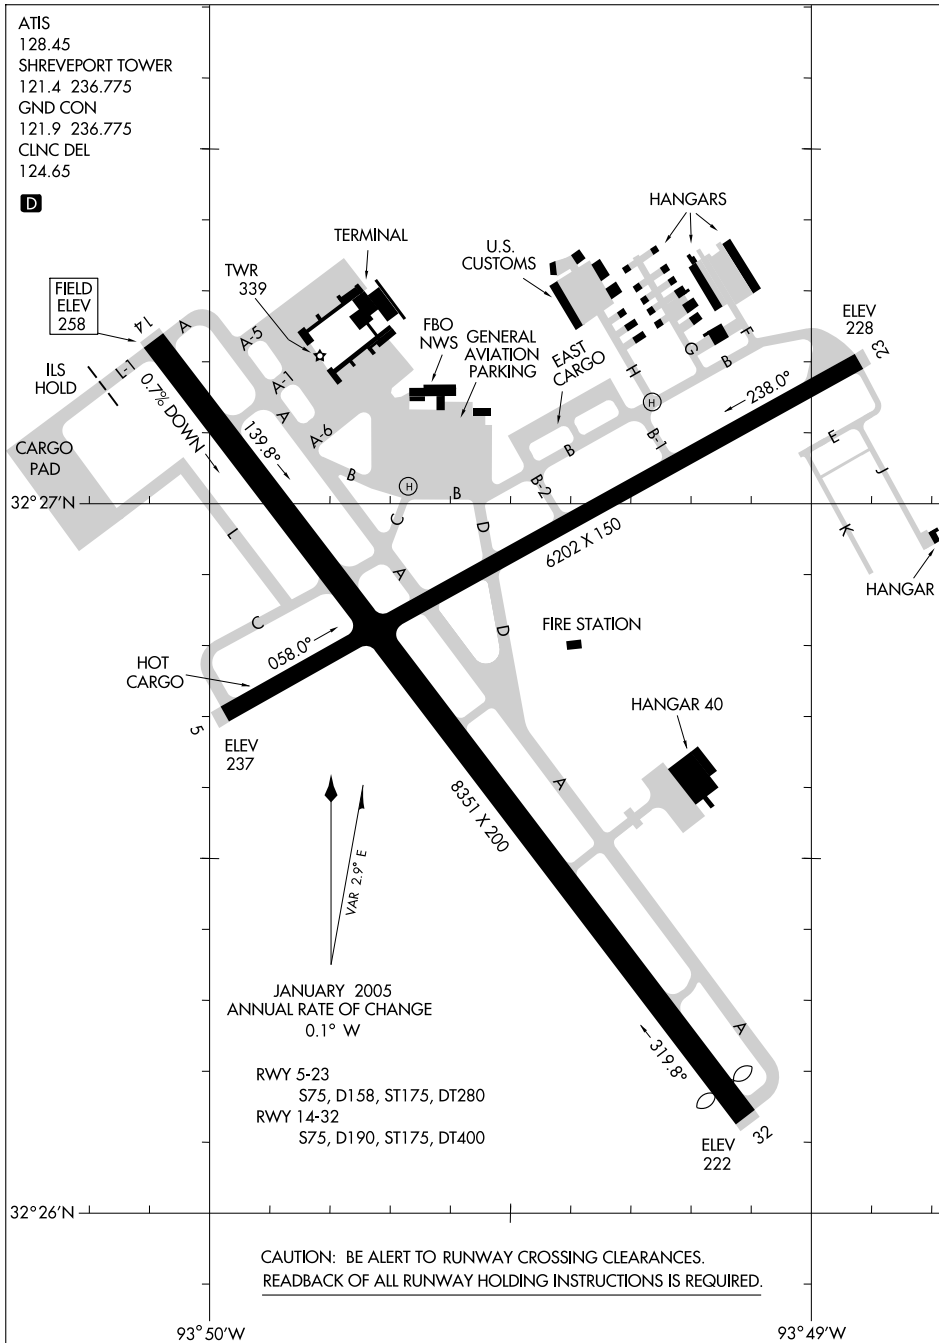 ATIS
128.45
SHREVEPORT TOWER
121.4 236.775
GND CON
121.9 236.775
CLNC DEL
124.65
D
HANGARS
TERMINAL
U.S.
CUSTOMS
TWR
339
FIELD
ELEV
258
FBO
NWS
GENERAL
AVIATION
PARKING
EAST
CARGO
ELEV
228
14
A
A-5
F
23
L-1
ILS
HOLD
G
B
H
A-1
0.7% DOWN
238.0°
H
A
139.8°
A-6
B-1
E
CARGO
PAD
B
B
J
H
B
B-2
32°27'N
C
D
6202 X 150
K
L
A
HANGAR
C
058.0°
D
FIRE STATION
HOT
CARGO
HANGAR 40
5
ELEV
237
A
8351 X 200
VAR 2.9° E
JANUARY 2005
ANNUAL RATE OF CHANGE
0.1° W
A
319.8°
RWY 5-23
S75, D158, ST175, DT280
RWY 14-32
S75, D190, ST175, DT400
32
ELEV
222
32°26'N
CAUTION: BE ALERT TO RUNWAY CROSSING CLEARANCES.
READBACK OF ALL RUNWAY HOLDING INSTRUCTIONS IS REQUIRED.
93°50'W
93°49'W